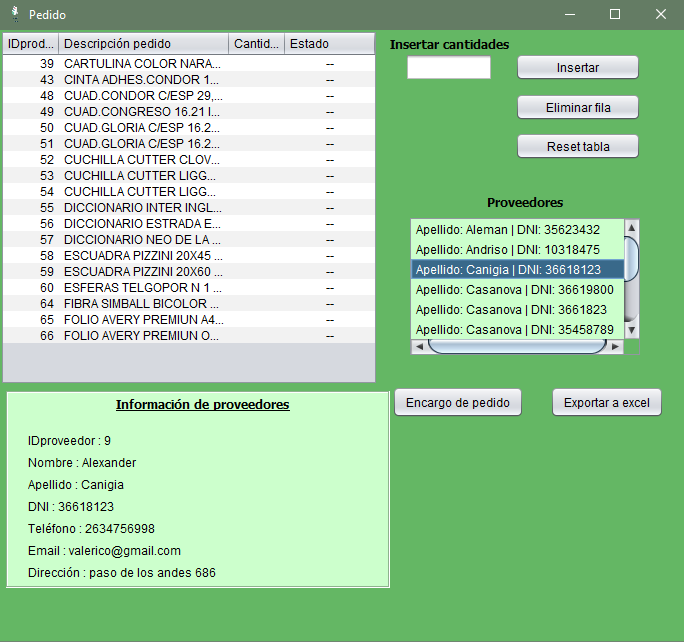 Pedido
IDprod... Descripción pedido Cantid... Estado
39 CARTULINA COLOR NARA... --
43 CINTA ADHES.CONDOR 1... --
48 CUAD.CONDOR C/ESP 29,... --
49 CUAD.CONGRESO 16.21 I... --
50 CUAD.GLORIA C/ESP 16.2... --
51 CUAD.GLORIA C/ESP 16.2... --
52 CUCHILLA CUTTER CLOV... --
53 CUCHILLA CUTTER LIGG... --
54 CUCHILLA CUTTER LIGG... --
55 DICCIONARIO INTER INGL... --
56 DICCIONARIO ESTRADA E... --
57 DICCIONARIO NEO DE LA ... --
58 ESCUADRA PIZZINI 20X45 ... --
59 ESCUADRA PIZZINI 20X60 ... --
60 ESFERAS TELGOPOR N 1 ... --
64 FIBRA SIMBALL BICOLOR ... --
65 FOLIO AVERY PREMIUN A4... --
66 FOLIO AVERY PREMIUN O... --
Insertar cantidades
Insertar
Eliminar fila
Reset tabla
Proveedores
Apellido: Aleman | DNI: 35623432
Apellido: Andriso | DNI: 10318475
Apellido: Canigia | DNI: 36618123
Apellido: Casanova | DNI: 36619800
Apellido: Casanova | DNI: 3661823
Apellido: Casanova | DNI: 35458789
Encargo de pedido
Exportar a excel
Información de proveedores
IDproveedor : 9
Nombre : Alexander
Apellido : Canigia
DNI : 36618123
Teléfono : 2634756998
Email : valerico@gmail.com
Dirección : paso de los andes 686